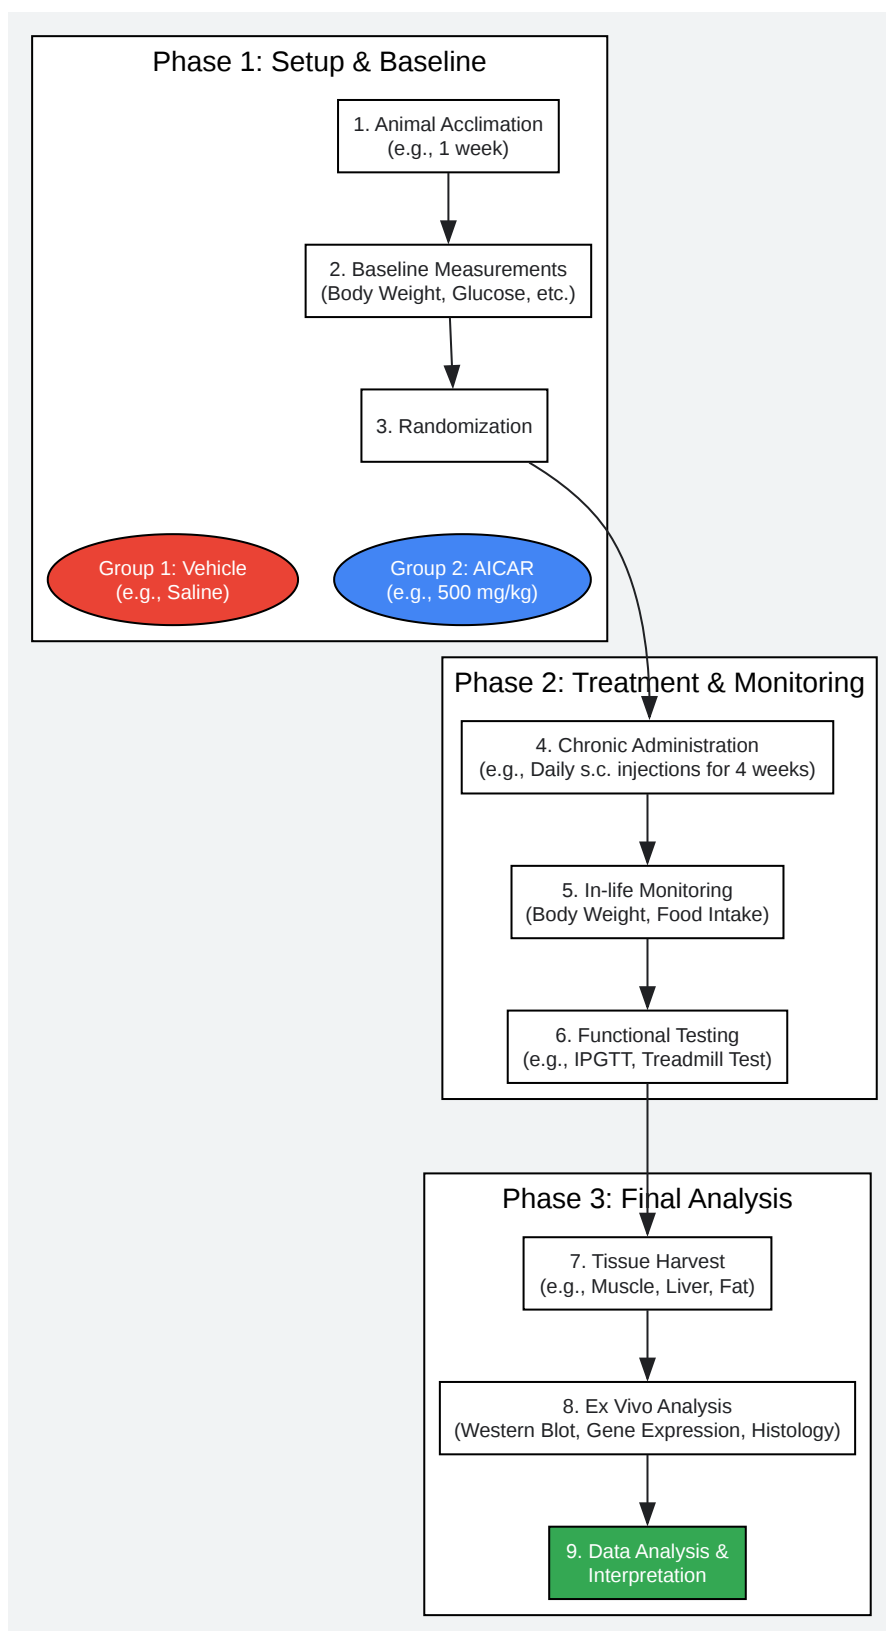 Phase 1: Setup & Baseline
1. Animal Acclimation
(e.g., 1 week)
2. Baseline Measurements
(Body Weight, Glucose, etc.)
3. Randomization
Group 1: Vehicle
(e.g., Saline)
Group 2: AICAR
(e.g., 500 mg/kg)
Phase 2: Treatment & Monitoring
4. Chronic Administration
(e.g., Daily s.c. injections for 4 weeks)
5. In-life Monitoring
(Body Weight, Food Intake)
6. Functional Testing
(e.g., IPGTT, Treadmill Test)
Phase 3: Final Analysis
7. Tissue Harvest
(e.g., Muscle, Liver, Fat)
8. Ex Vivo Analysis
(Western Blot, Gene Expression, Histology)
9. Data Analysis &
Interpretation